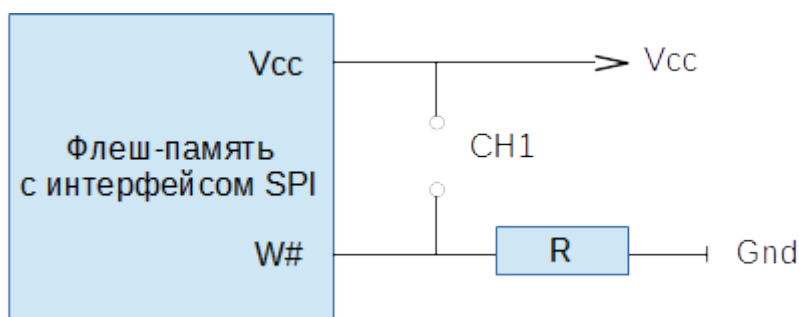 Vcc
Vcc
Флеш-память
с интерфейсом SPI
CH1
W#
R
Gnd